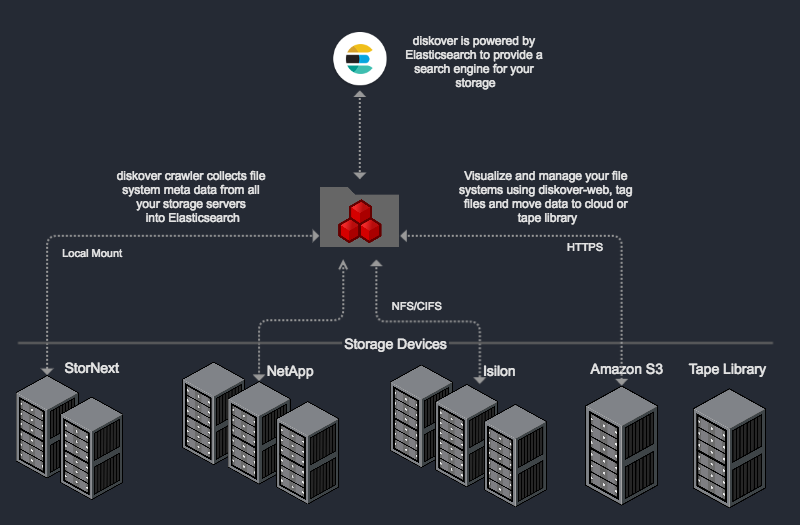 diskover is powered by
Elasticsearch to provide a
search engine for your
storage
diskover crawler collects file
system meta data from all
your storage servers
into Elasticsearch
Visualize and manage your file
systems using diskover-web, tag
files and move data to cloud or
tape library
Local Mount
HTTPS
NFS/CIFS
Storage Devices
StorNext
NetApp
Isilon
Amazon S3
Tape Library